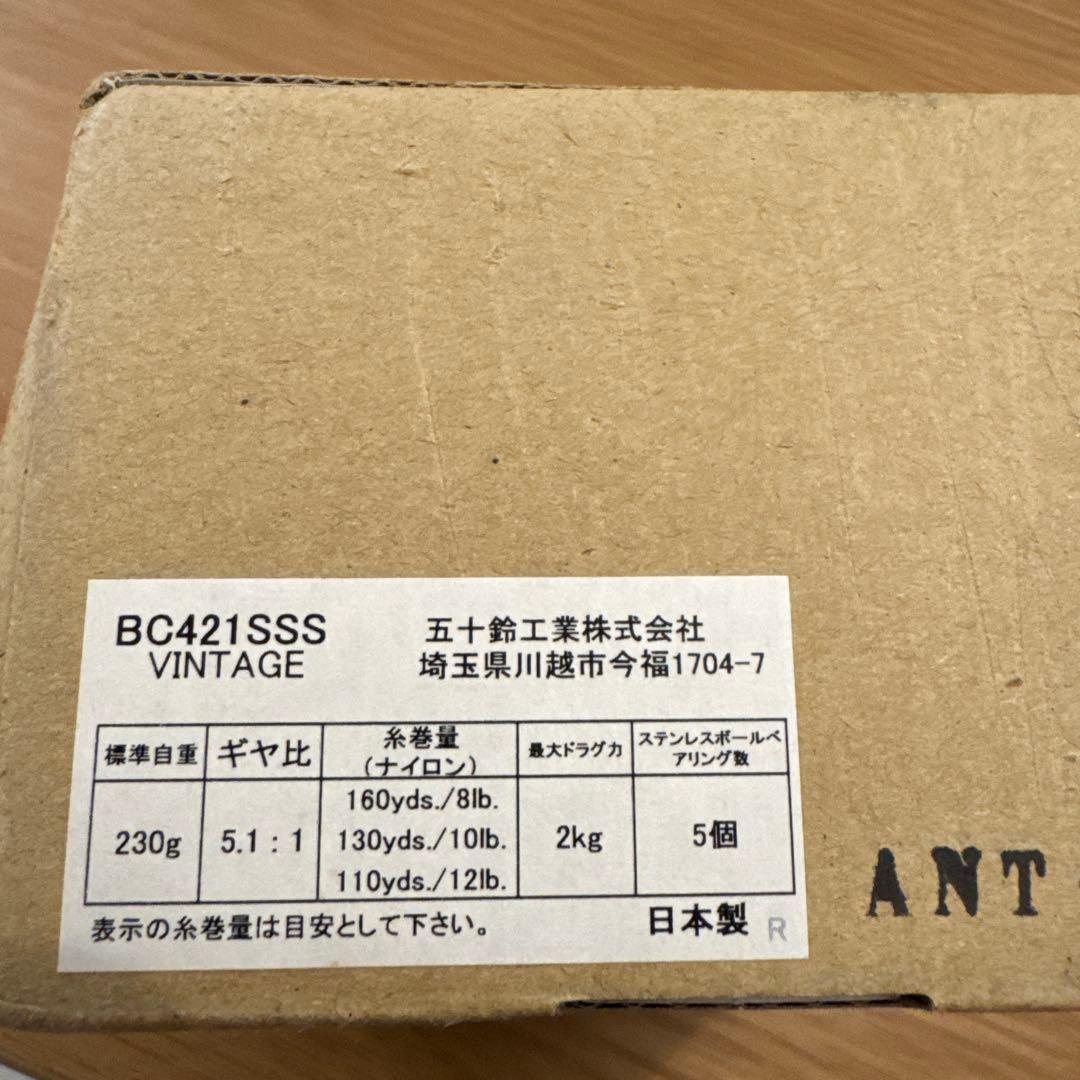 BC421SSS
VINTAGE
五十鈴工業株式会社
埼玉県川越市今福1704-7
標準自重 ギヤ比 糸巻量(ナイロン) 最大ドラグ力 ステンレスボールベアリング数
230g 5.1:1 160yds./8lb. 2kg 5個
130yds./10lb.
110yds./12lb.
表示の糸巻量は目安として下さい。
日本製 R
ANT